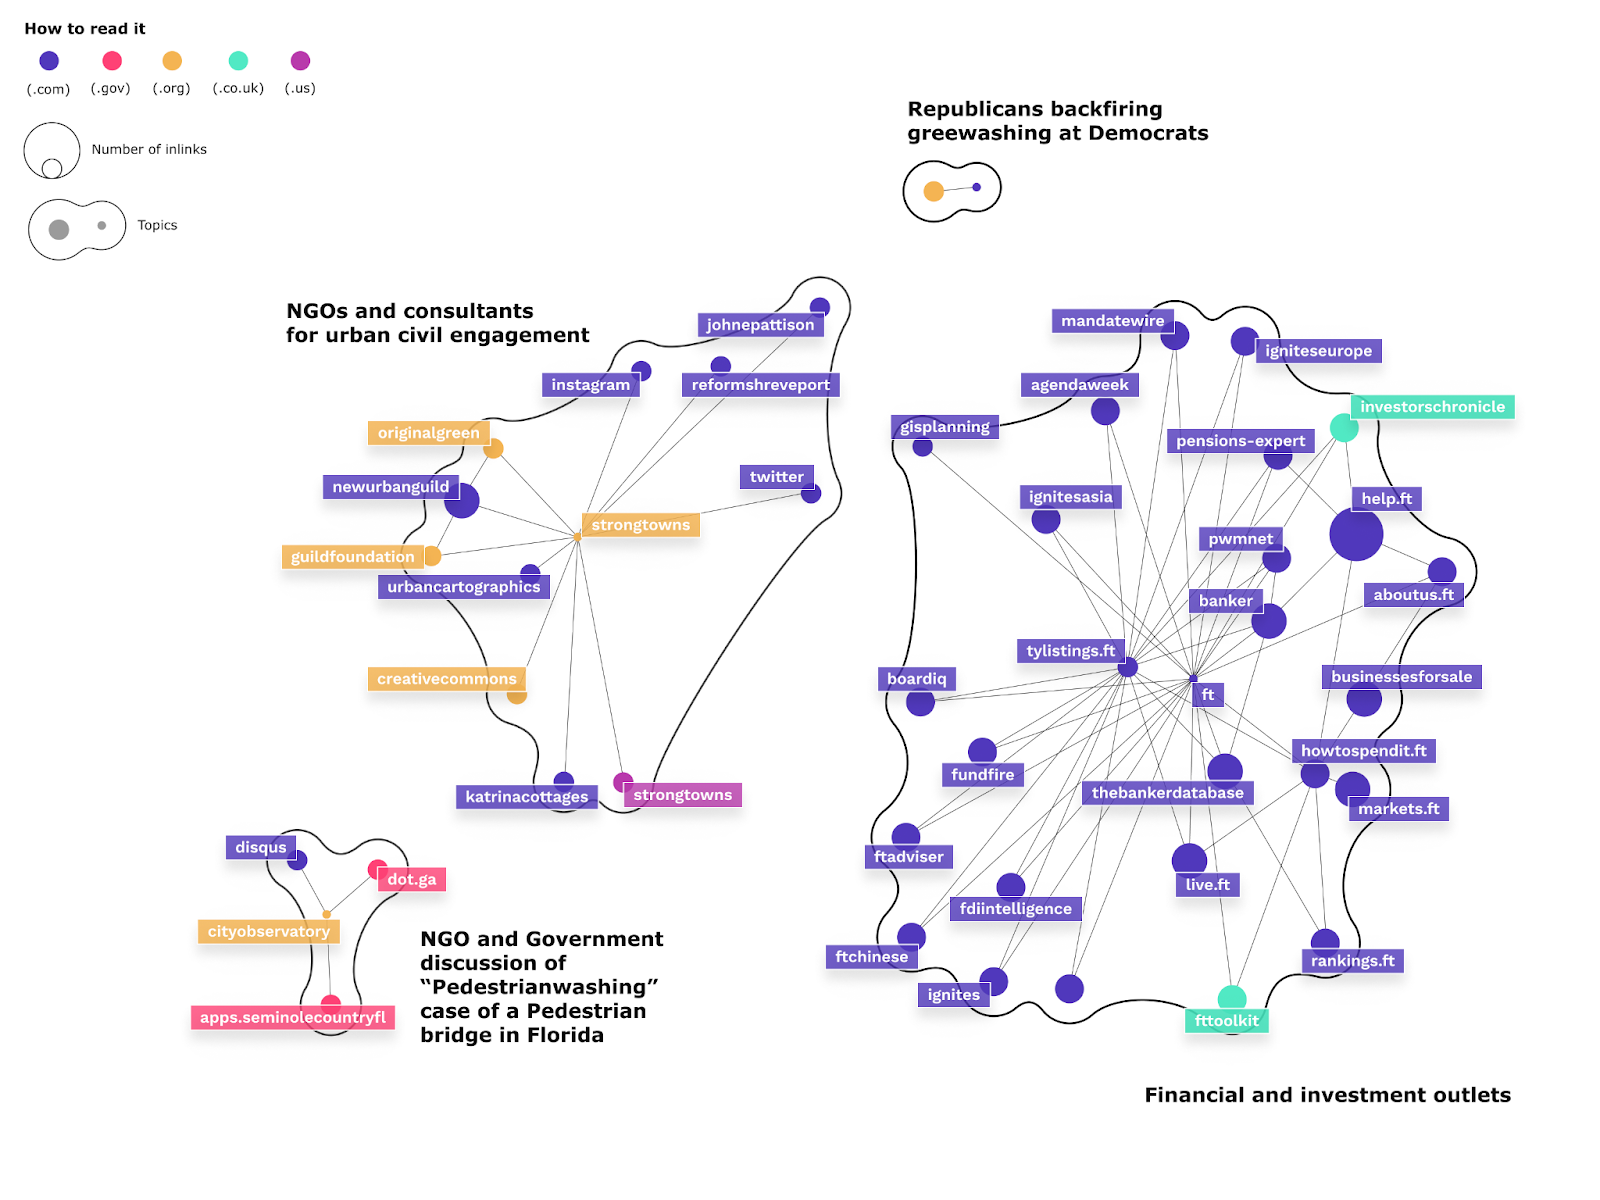 How to read it
(.com)
(.gov)
(.org)
(.co.uk)
(.us)
Number of inlinks
Topics
Republicans backfiring
greewashing at Democrats
NGOs and consultants
for urban civil engagement
johnepattison
instagram
reformshreveport
originalgreen
twitter
newurbanguild
strongtowns
guildfoundation
urbancartographics
creativecommons
katrinacottages
strongtowns
mandatewire
igniteseurope
agendaweek
investorschronicle
gisplanning
pensions-expert
ignitesasia
help.ft
pwmnet
aboutus.ft
banker
tylistings.ft
boardiq
businessesforsale
ft
howtospendit.ft
fundfire
thebankerdatabase
markets.ft
ftadviser
live.ft
fdiintelligence
ftchinese
rankings.ft
ignites
fttoolkit
disqus
dot.ga
cityobservatory
apps.seminolecountryfl
NGO and Government
discussion of
“Pedestrianwashing”
case of a Pedestrian
bridge in Florida
Financial and investment outlets